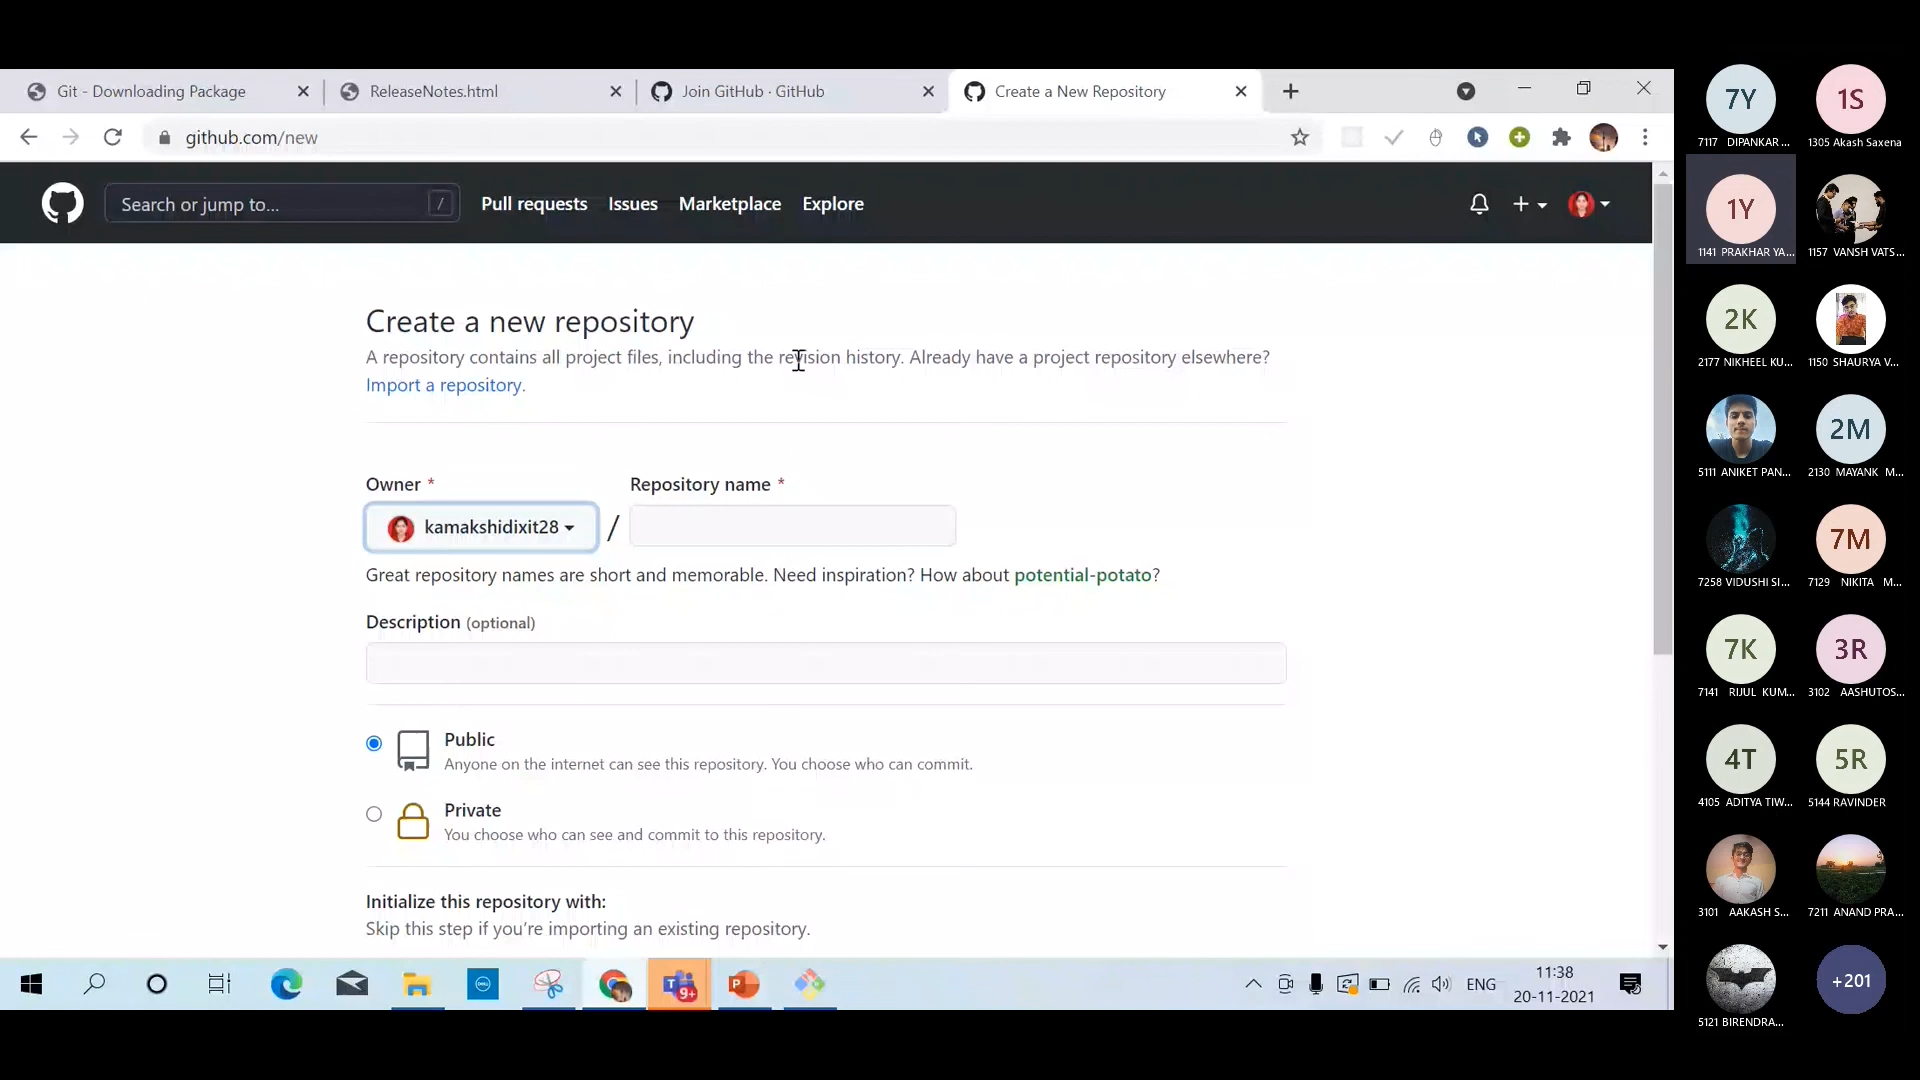 Git - Downloading Package
ReleaseNotes.html
Join GitHub · GitHub
Create a New Repository
github.com/new
Search or jump to...
/
Pull requests
Issues
Marketplace
Explore
Create a new repository
A repository contains all project files, including the revision history. Already have a project repository elsewhere?
Import a repository.
Owner *
Repository name *
kamakshidixit28
/
Great repository names are short and memorable. Need inspiration? How about potential-potato?
Description (optional)
Public
Anyone on the internet can see this repository. You choose who can commit.
Private
You choose who can see and commit to this repository.
Initialize this repository with:
Skip this step if you're importing an existing repository.
DELL
T
9+
P
ENG
11:38
20-11-2021
7Y
7117 DIPANKAR ...
1S
1305 Akash Saxena
1Y
1141 PRAKHAR YA...
1157 VANSH VATS...
2K
2177 NIKHEEL KU...
1150 SHAURYA V...
5111 ANIKET PAN...
2M
2130 MAYANK M...
7258 VIDUSHI SI...
7M
7129 NIKITA M...
7K
7141 RIJUL KUM...
3R
3102 AASHUTOS...
4T
4105 ADITYA TIW...
5R
5144 RAVINDER
3101 AAKASH S...
7211 ANAND PRA...
5121 BIRENDRA...
+201